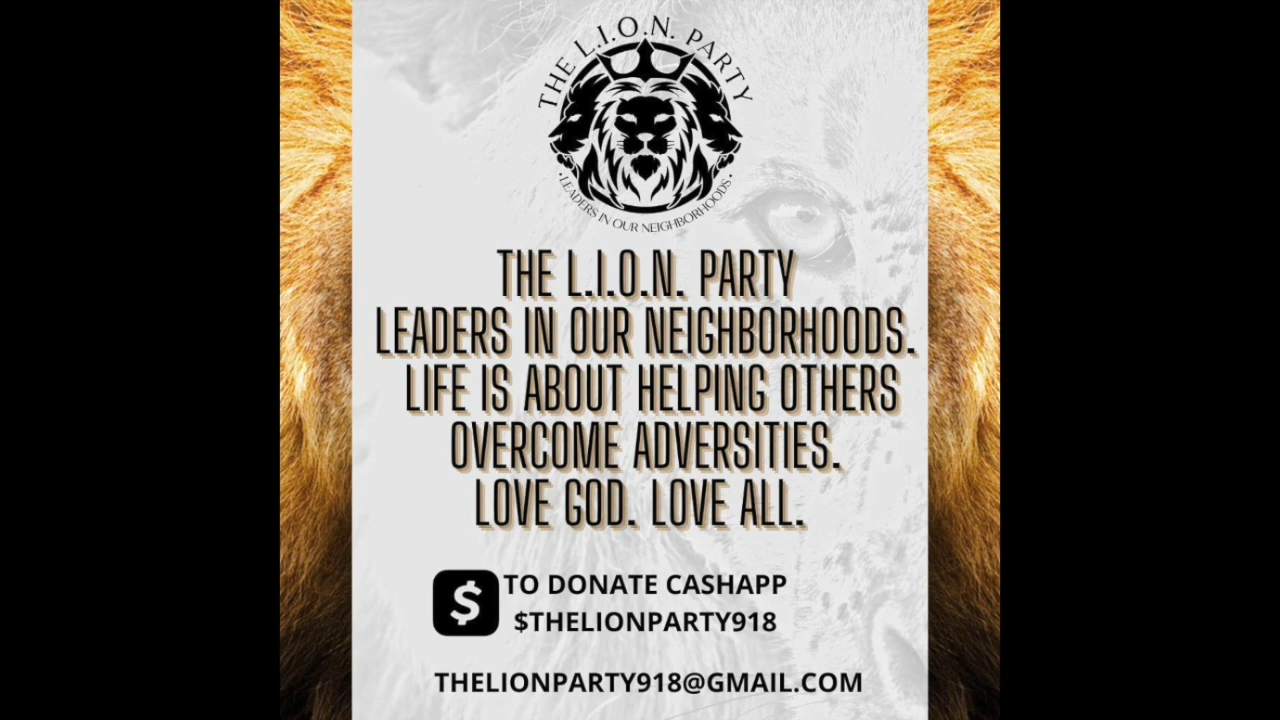 THE L.I.O.N. PARTY
• LEADERS IN OUR NEIGHBORHOODS •
THE L.I.O.N. PARTY
LEADERS IN OUR NEIGHBORHOODS.
LIFE IS ABOUT HELPING OTHERS
OVERCOME ADVERSITIES.
LOVE GOD. LOVE ALL.
$ TO DONATE CASHAPP
$THELIONPARTY918
THELIONPARTY918@GMAIL.COM